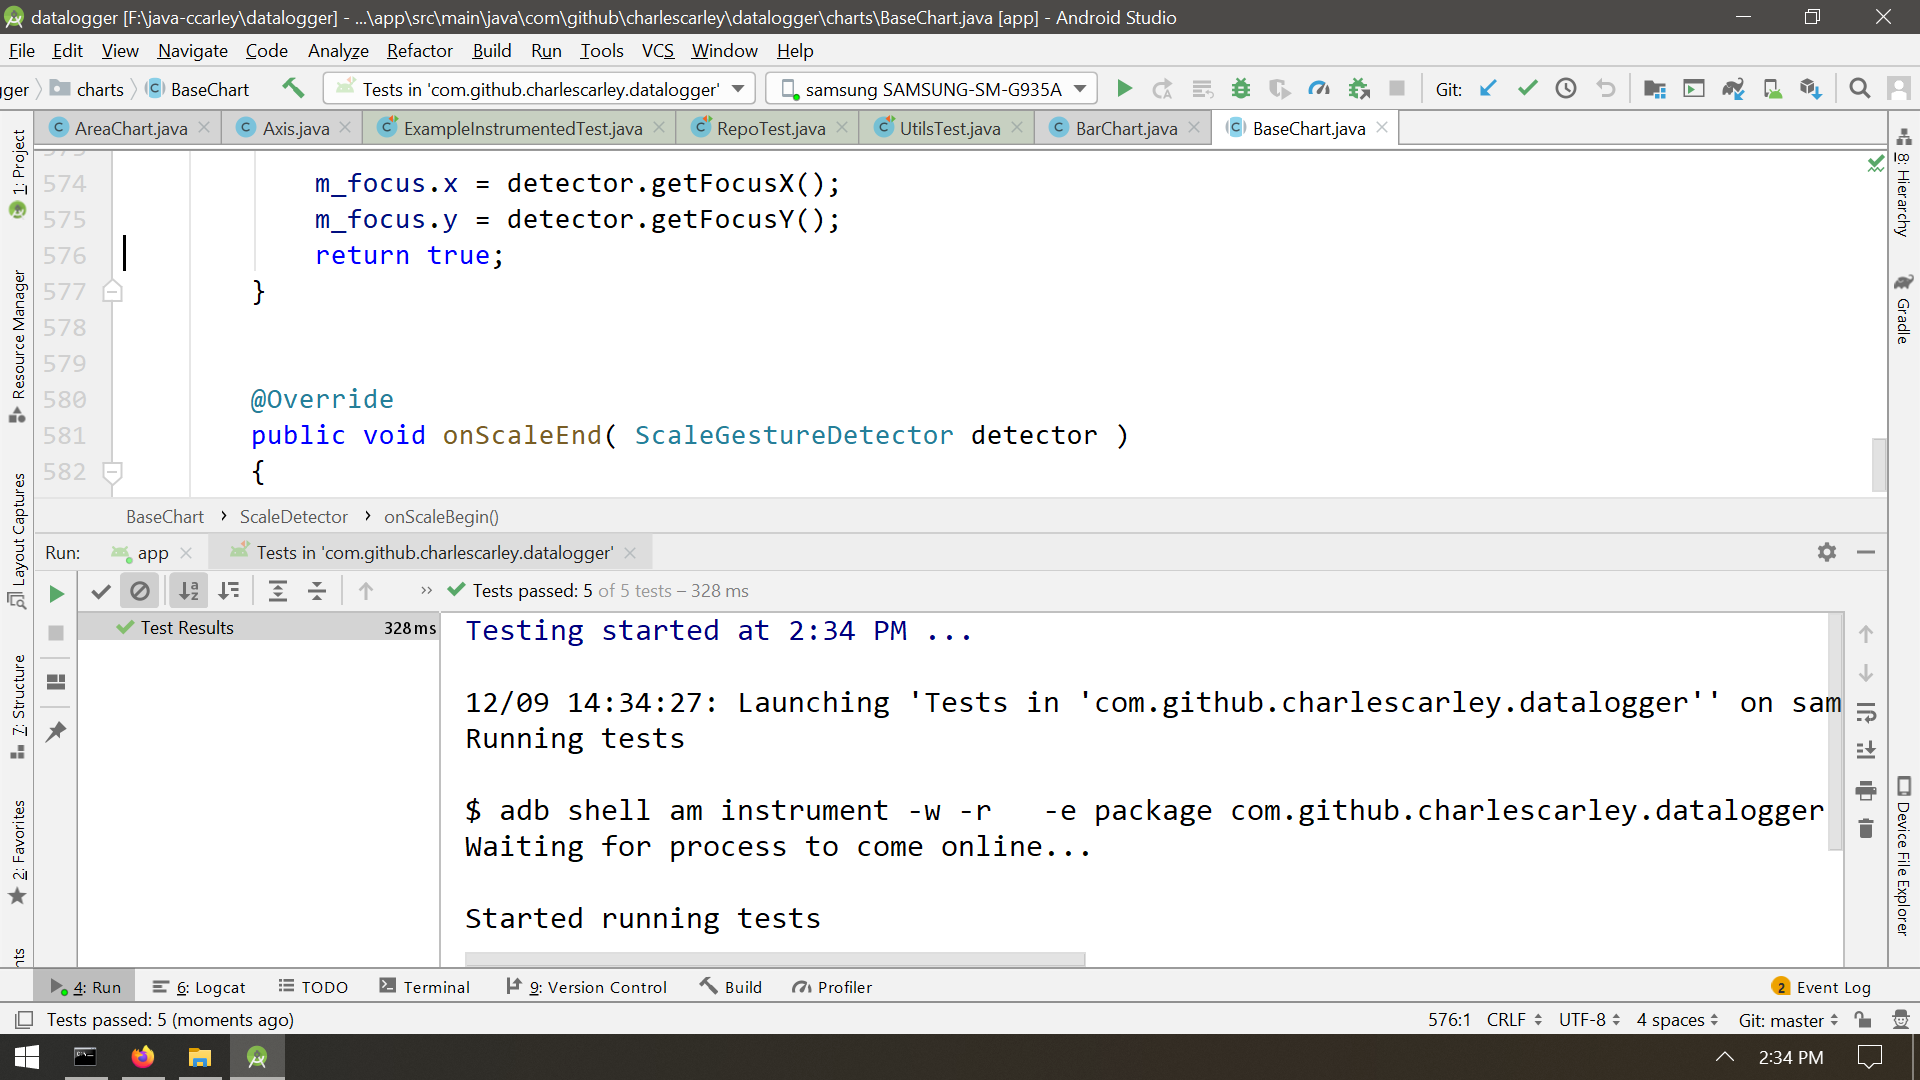 datalogger [F:\java-ccarley\datalogger] - ...\app\src\main\java\com\github\charlescarley\datalogger\charts\BaseChart.java [app] - Android Studio
File Edit View Navigate Code Analyze Refactor Build Run Tools VCS Window Help
ger charts BaseChart Tests in 'com.github.charlescarley.datalogger' samsung SAMSUNG-SM-G935A Git:
AreaChart.java Axis.java ExampleInstrumentedTest.java RepoTest.java UtilsTest.java BarChart.java BaseChart.java
574 m_focus.x = detector.getFocusX();
575 m_focus.y = detector.getFocusY();
576 return true;
577 }
578
579
580 @Override
581 public void onScaleEnd( ScaleGestureDetector detector )
582 {
BaseChart › ScaleDetector › onScaleBegin()
Run: app Tests in 'com.github.charlescarley.datalogger'
Tests passed: 5 of 5 tests – 328 ms
Test Results 328 ms
Testing started at 2:34 PM ...
12/09 14:34:27: Launching 'Tests in 'com.github.charlescarley.datalogger'' on sam
Running tests
$ adb shell am instrument -w -r   -e package com.github.charlescarley.datalogger
Waiting for process to come online...
Started running tests
1: Project
Resource Manager
Layout Captures
7: Structure
2: Favorites
nts
8: Hierarchy
Gradle
Device File Explorer
4: Run 6: Logcat TODO Terminal 9: Version Control Build Profiler 2 Event Log
Tests passed: 5 (moments ago) 576:1 CRLF UTF-8 4 spaces Git: master
2:34 PM